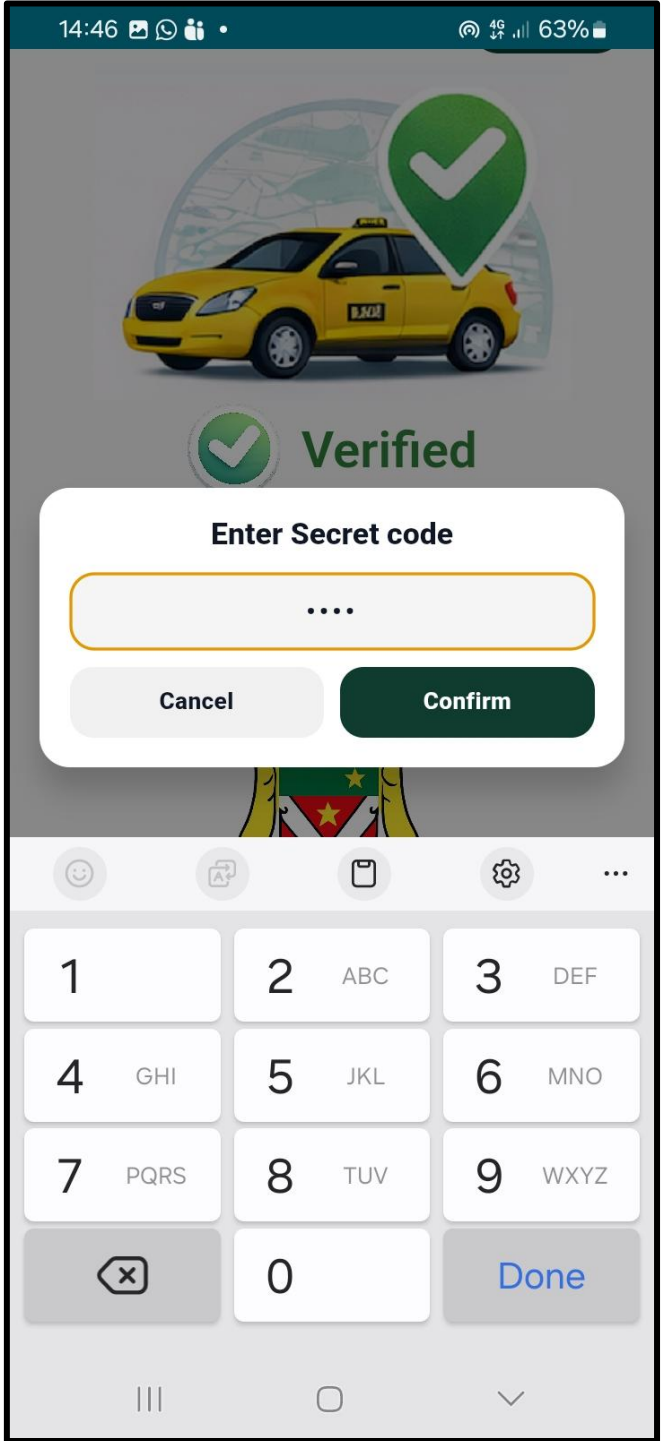 14:46 4G 63%
Verified
Enter Secret code
••••
Cancel Confirm
1 2 ABC 3 DEF
4 GHI 5 JKL 6 MNO
7 PQRS 8 TUV 9 WXYZ
0 Done